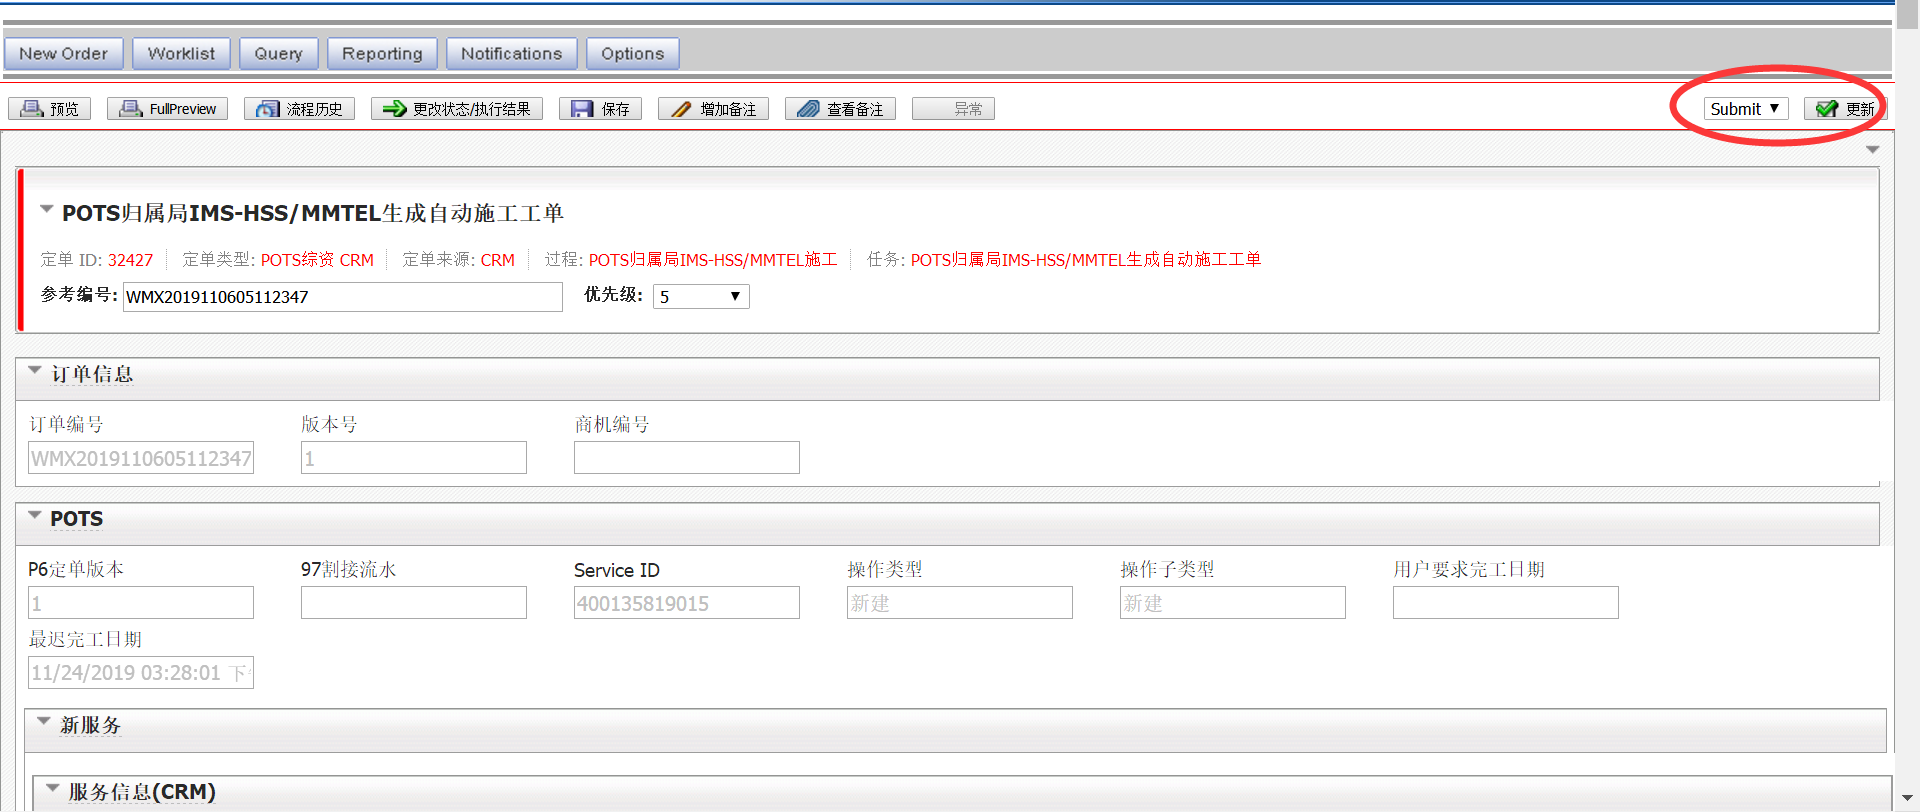 New Order Worklist Query Reporting Notifications Options
预览 FullPreview 流程历史 更改状态/执行结果 保存 增加备注 查看备注 异常 Submit 更新
POTS归属局IMS-HSS/MMTEL生成自动施工工单
定单 ID: 32427 定单类型: POTS综资 CRM 定单来源: CRM 过程: POTS归属局IMS-HSS/MMTEL施工 任务: POTS归属局IMS-HSS/MMTEL生成自动施工工单
参考编号: WMX2019110605112347 优先级: 5
订单信息
订单编号 版本号 商机编号
WMX2019110605112347 1
POTS
P6定单版本 97割接流水 Service ID 操作类型 操作子类型 用户要求完工日期
1 400135819015 新建 新建
最迟完工日期
11/24/2019 03:28:01 下
新服务
服务信息(CRM)